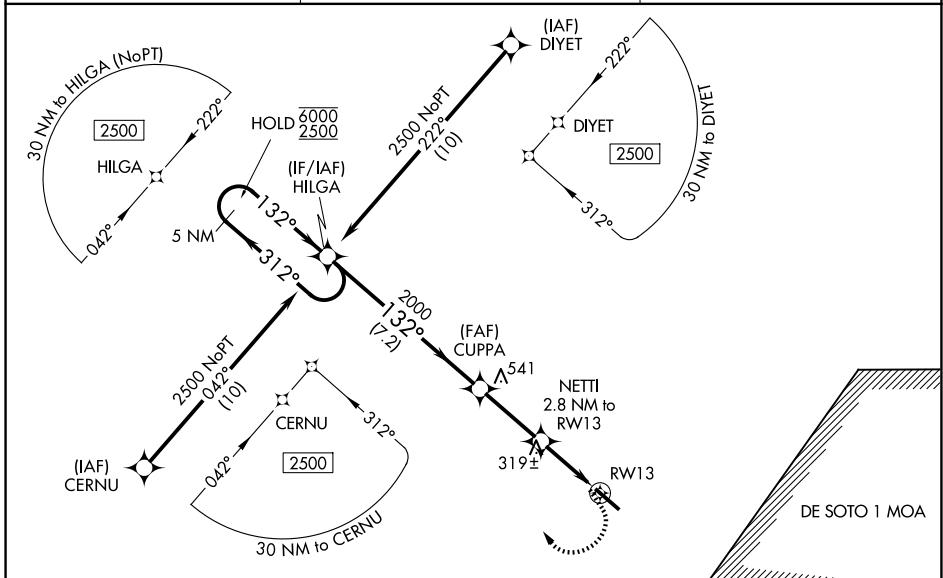 (IAF)
DIYET
30 NM to HILGA (NoPT)
2500
222°
HILGA
042°
HOLD 6000
2500
(IF/IAF)
HILGA
2500 NoPT
222°
(10)
222°
DIYET
2500
312°
30 NM to DIYET
5 NM
132°
312°
2000
132°
(7.2)
(FAF)
CUPPA
541
NETTI
2.8 NM to
RW13
319±
RW13
2500 NoPT
042°
(10)
(IAF)
CERNU
CERNU
312°
042°
2500
30 NM to CERNU
DE SOTO 1 MOA